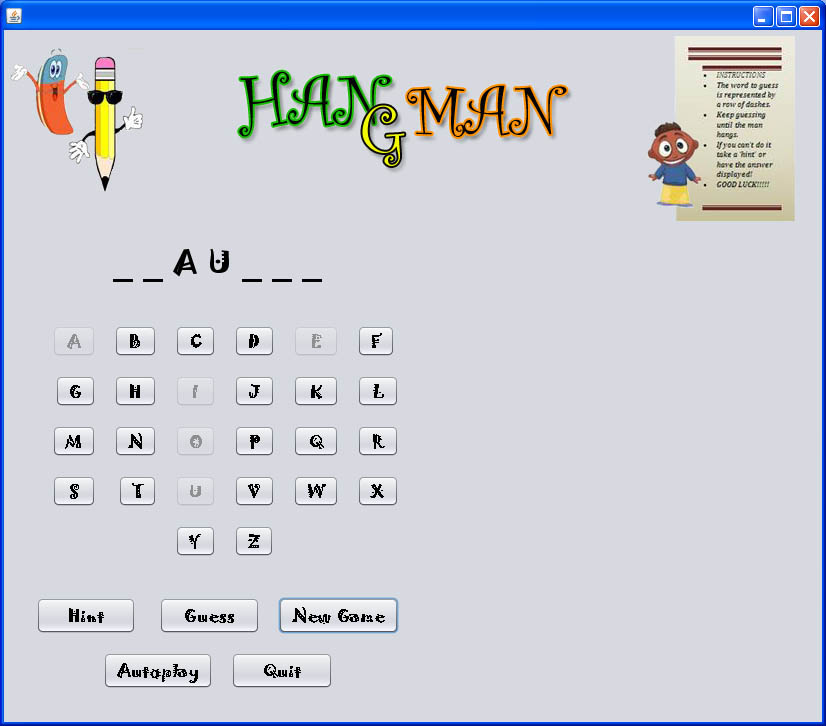 HANGMAN
INSTRUCTIONS
The word to guess
is represented by
a row of dashes.
Keep guessing
until the man
hangs.
If you can't do it
take a 'hint' or
have the answer
displayed!
GOOD LUCK!!!!!
_ _ A U _ _ _
A B C D E F
G H I J K L
M N O P Q R
S T U V W X
Y Z
Hint Guess New Game
Autoplay Quit